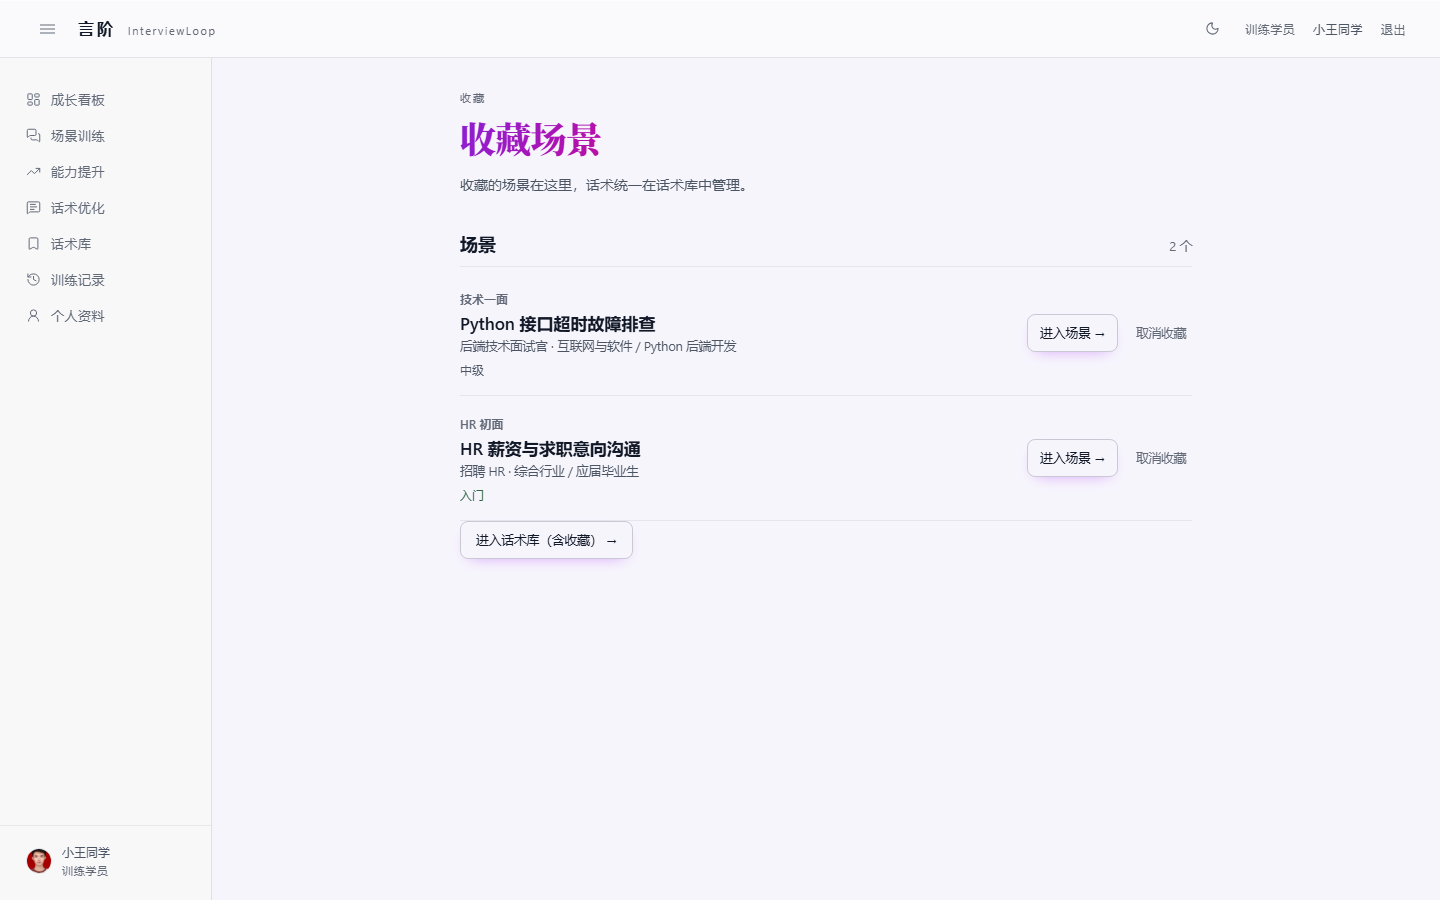 言阶 InterviewLoop
训练学员 小王同学 退出
成长看板
场景训练
能力提升
话术优化
话术库
训练记录
个人资料
小王同学
训练学员
收藏
收藏场景
收藏的场景在这里，话术统一在话术库中管理。
场景 2 个
技术一面
Python 接口超时故障排查
后端技术面试官 · 互联网与软件 / Python 后端开发
中级
进入场景 → 取消收藏
HR 初面
HR 薪资与求职意向沟通
招聘 HR · 综合行业 / 应届毕业生
入门
进入场景 → 取消收藏
进入话术库（含收藏） →